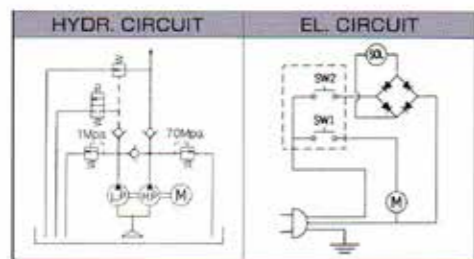 HYDR. CIRCUIT
EL. CIRCUIT
SOL
SW2
1Mpa
70Mpa
SW1
L.P
H.P
M
M